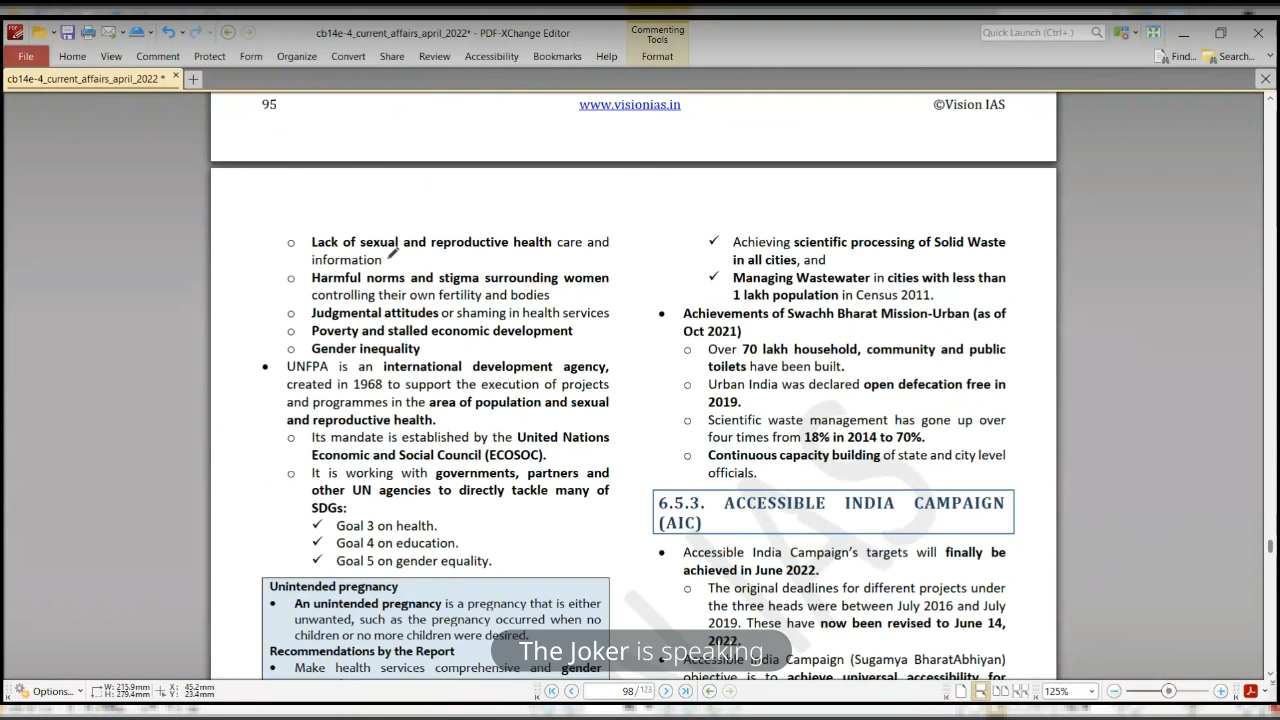 cb14e-4_current_affairs_april_2022* - PDF-XChange Editor
Commenting Tools
Quick Launch (Ctrl+.)
File Home View Comment Protect Form Organize Convert Share Review Accessibility Bookmarks Help Format
Find... Search...
cb14e-4_current_affairs_april_2022 *
95 www.visionias.in ©Vision IAS
○ Lack of sexual and reproductive health care and
information
○ Harmful norms and stigma surrounding women
controlling their own fertility and bodies
○ Judgmental attitudes or shaming in health services
○ Poverty and stalled economic development
○ Gender inequality
• UNFPA is an international development agency,
created in 1968 to support the execution of projects
and programmes in the area of population and sexual
and reproductive health.
○ Its mandate is established by the United Nations
Economic and Social Council (ECOSOC).
○ It is working with governments, partners and
other UN agencies to directly tackle many of
SDGs:
✓ Goal 3 on health.
✓ Goal 4 on education.
✓ Goal 5 on gender equality.
Unintended pregnancy
• An unintended pregnancy is a pregnancy that is either
unwanted, such as the pregnancy occurred when no
children or no more children were desired.
Recommendations by the Report
• Make health services comprehensive and gender
✓ Achieving scientific processing of Solid Waste
in all cities, and
✓ Managing Wastewater in cities with less than
1 lakh population in Census 2011.
• Achievements of Swachh Bharat Mission-Urban (as of
Oct 2021)
○ Over 70 lakh household, community and public
toilets have been built.
○ Urban India was declared open defecation free in
2019.
○ Scientific waste management has gone up over
four times from 18% in 2014 to 70%.
○ Continuous capacity building of state and city level
officials.
6.5.3. ACCESSIBLE INDIA CAMPAIGN
(AIC)
• Accessible India Campaign's targets will finally be
achieved in June 2022.
○ The original deadlines for different projects under
the three heads were between July 2016 and July
2019. These have now been revised to June 14,
2022.
Accessible India Campaign (Sugamya BharatAbhiyan)
objective is to achieve universal accessibility for
The Joker is speaking
Options... W: 215.9mm H: 279.4mm X: 45.2mm Y: 23.4mm 98 / 123 125%